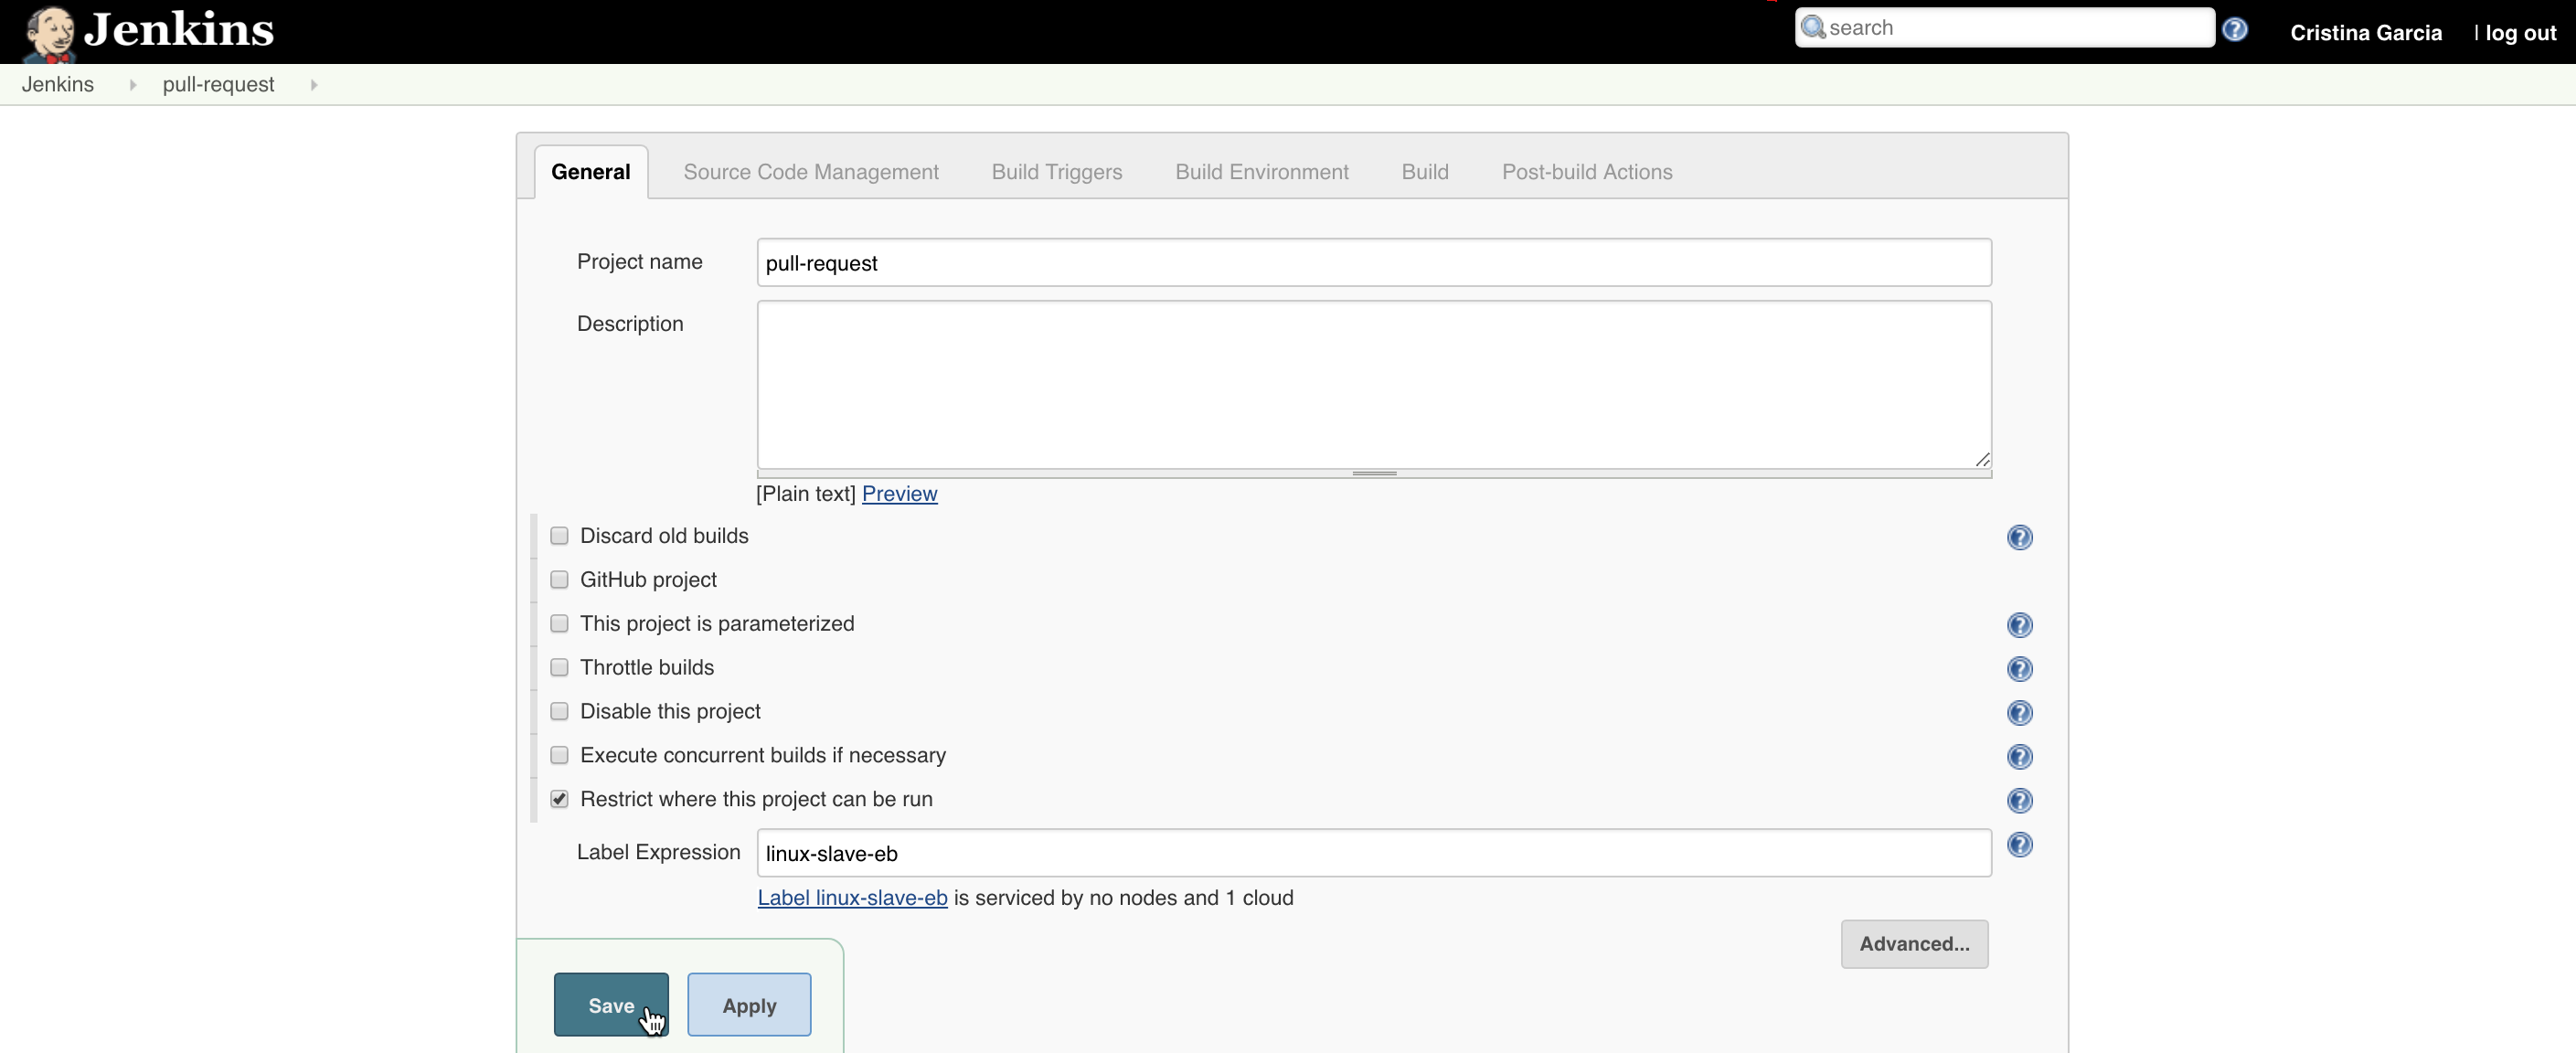 Jenkins
search
Cristina Garcia
| log out
Jenkins
pull-request
General
Source Code Management
Build Triggers
Build Environment
Build
Post-build Actions
Project name
pull-request
Description
[Plain text] Preview
Discard old builds
GitHub project
This project is parameterized
Throttle builds
Disable this project
Execute concurrent builds if necessary
Restrict where this project can be run
Label Expression
linux-slave-eb
Label linux-slave-eb is serviced by no nodes and 1 cloud
Advanced...
Save
Apply